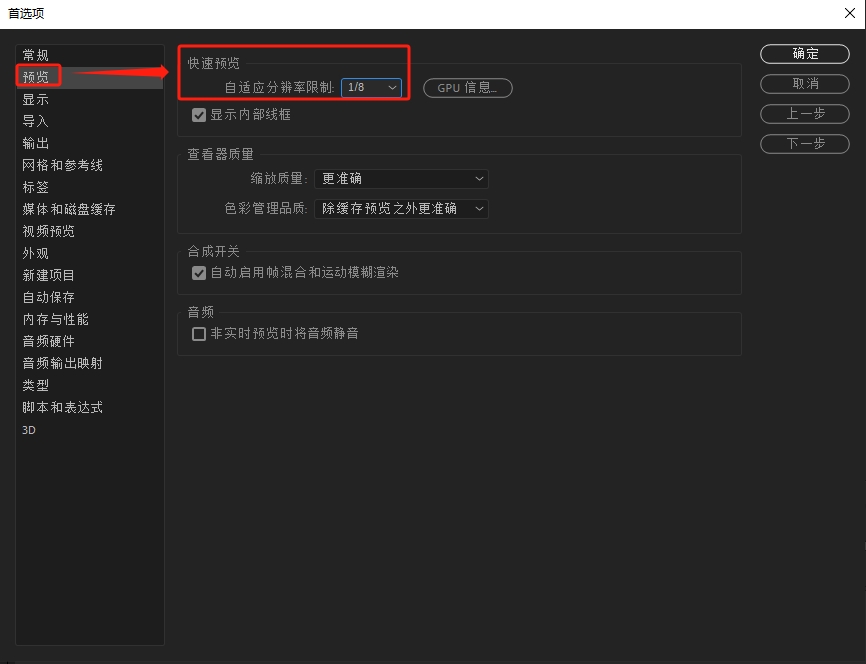 首选项
常规
预览
显示
导入
输出
网格和参考线
标签
媒体和磁盘缓存
视频预览
外观
新建项目
自动保存
内存与性能
音频硬件
音频输出映射
类型
脚本和表达式
3D
快速预览
自适应分辨率限制: 1/8 GPU 信息...
显示内部线框
查看器质量
缩放质量: 更准确
色彩管理品质: 除缓存预览之外更准确
合成开关
自动启用帧混合和运动模糊渲染
音频
非实时预览时将音频静音
确定
取消
上一步
下一步